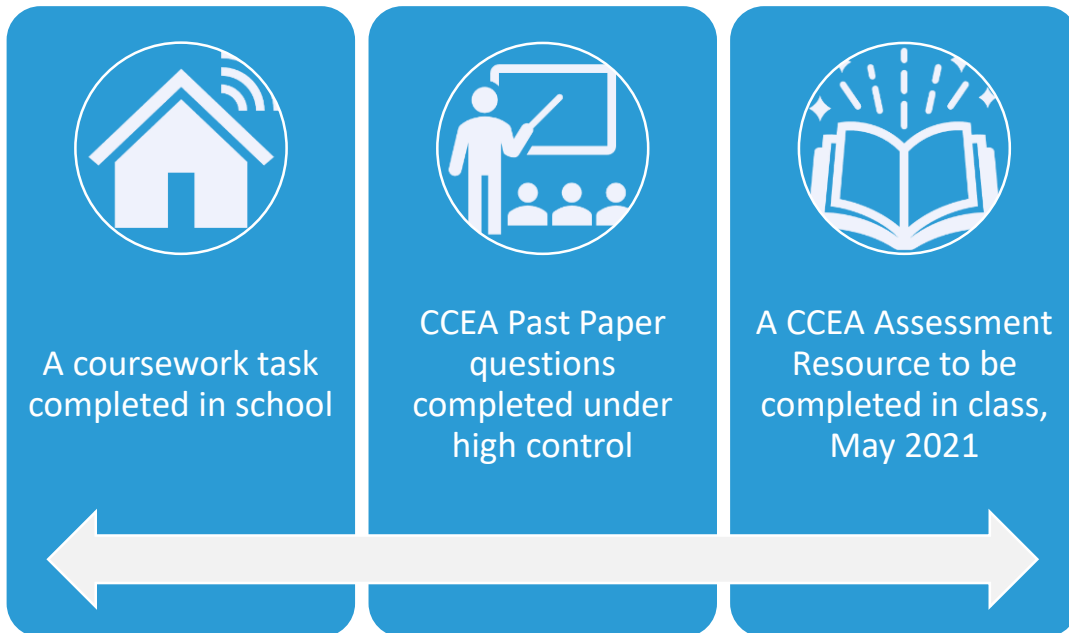 A coursework task
completed in school
CCEA Past Paper
questions
completed under
high control
A CCEA Assessment
Resource to be
completed in class,
May 2021